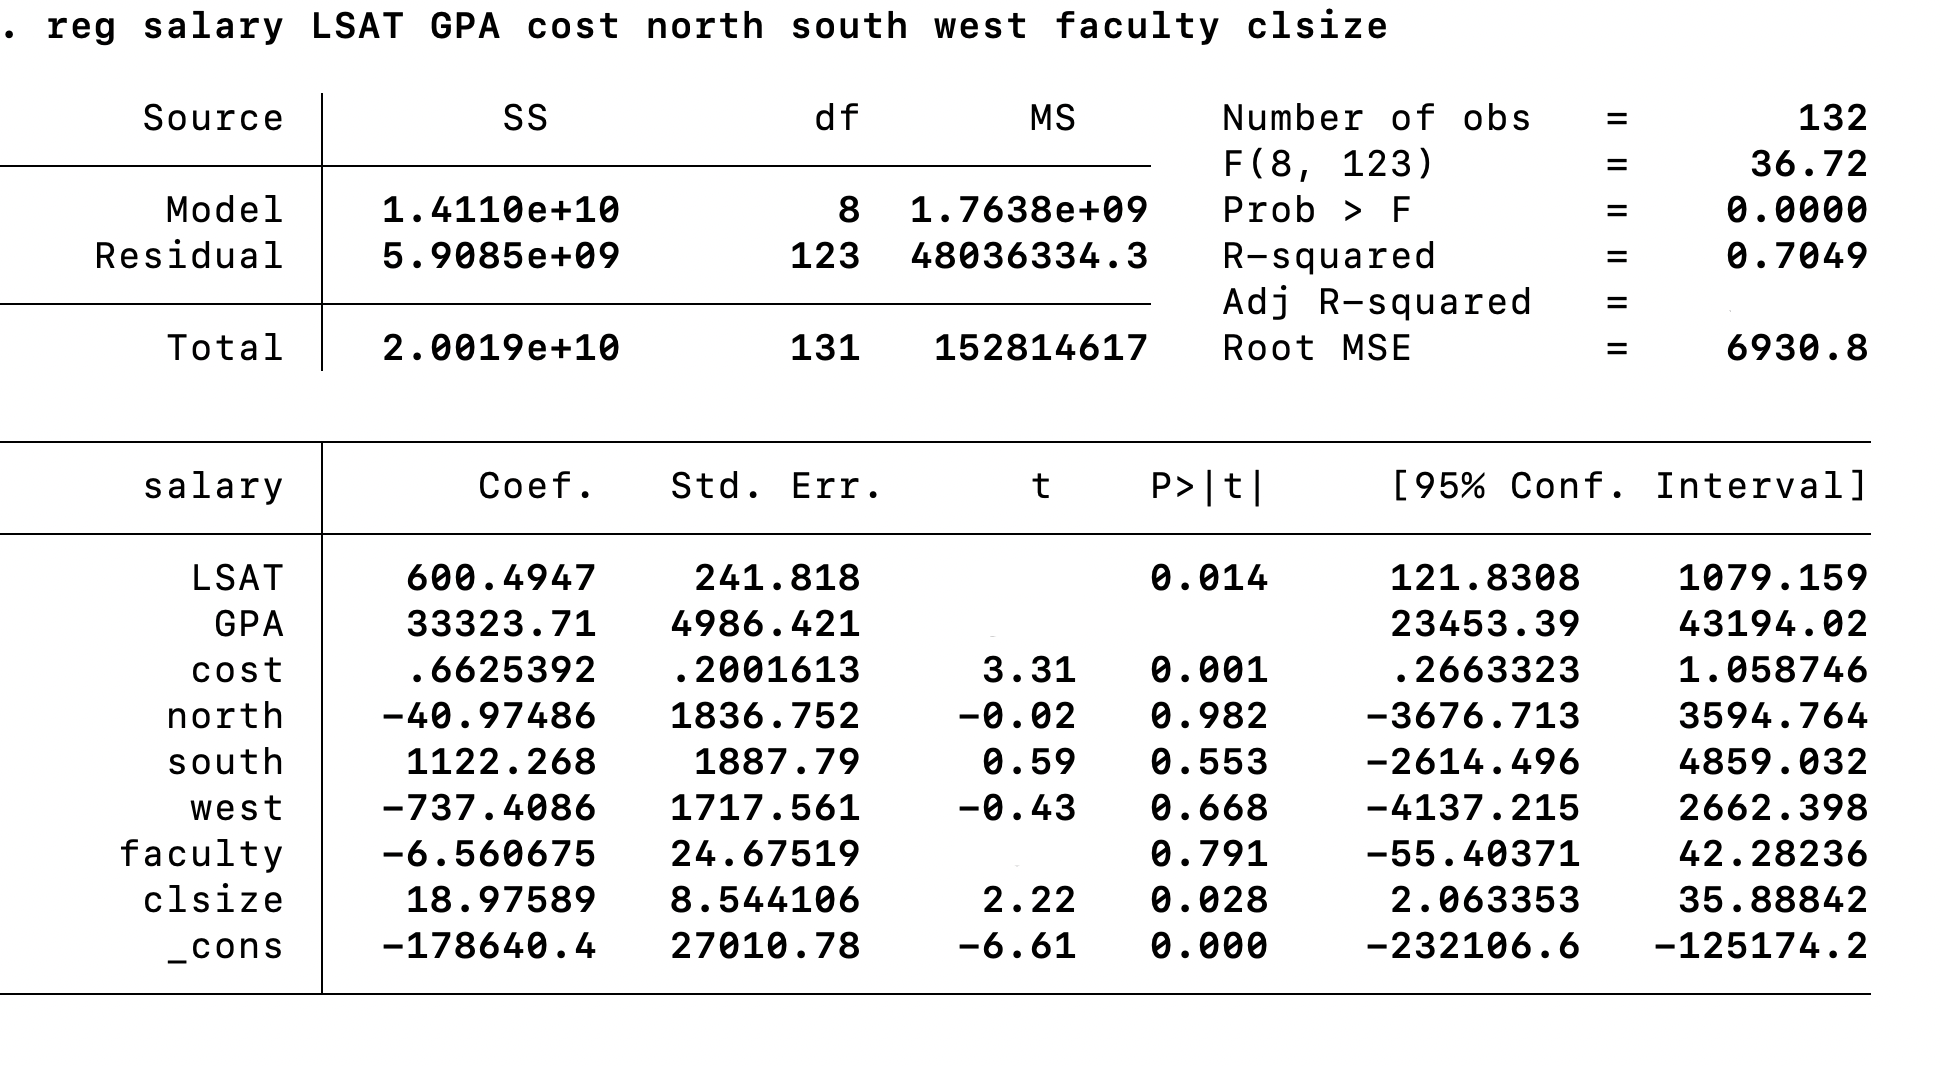 . reg salary LSAT GPA cost north south west faculty clsize
Source SS df MS Number of obs = 132
F(8, 123) = 36.72
Model 1.4110e+10 8 1.7638e+09 Prob > F = 0.0000
Residual 5.9085e+09 123 48036334.3 R-squared = 0.7049
Adj R-squared =
Total 2.0019e+10 131 152814617 Root MSE = 6930.8
salary Coef. Std. Err. t P>|t| [95% Conf. Interval]
LSAT 600.4947 241.818 0.014 121.8308 1079.159
GPA 33323.71 4986.421 23453.39 43194.02
cost .6625392 .2001613 3.31 0.001 .2663323 1.058746
north -40.97486 1836.752 -0.02 0.982 -3676.713 3594.764
south 1122.268 1887.79 0.59 0.553 -2614.496 4859.032
west -737.4086 1717.561 -0.43 0.668 -4137.215 2662.398
faculty -6.560675 24.67519 0.791 -55.40371 42.28236
clsize 18.97589 8.544106 2.22 0.028 2.063353 35.88842
_cons -178640.4 27010.78 -6.61 0.000 -232106.6 -125174.2